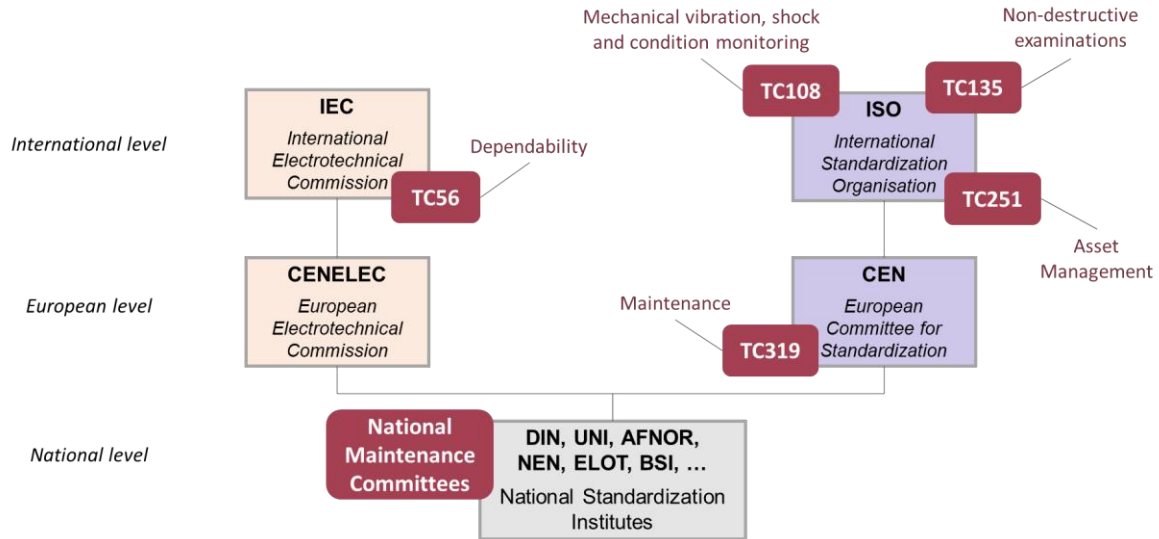 Mechanical vibration, shock
and condition monitoring
Non-destructive
examinations
TC108
TC135
International level
IEC
International
Electrotechnical
Commission
TC56
Dependability
ISO
International
Standardization
Organisation
TC251
Asset
Management
European level
CENELEC
European
Electrotechnical
Commission
Maintenance
TC319
CEN
European
Committee for
Standardization
National level
National
Maintenance
Committees
DIN, UNI, AFNOR,
NEN, ELOT, BSI, ...
National Standardization
Institutes